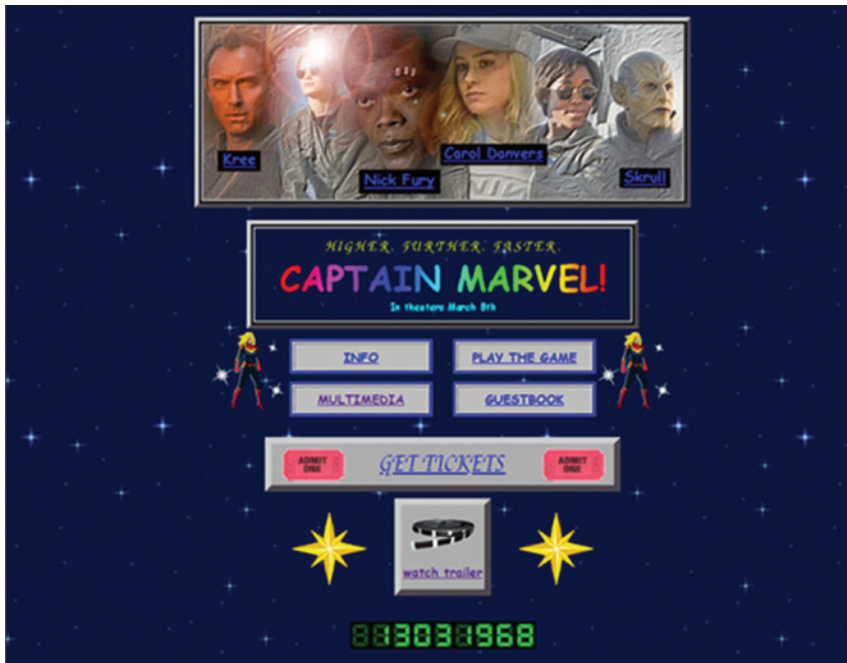 Kree
Nick Fury
Carol Danvers
Skrull
HIGHER. FURTHER. FASTER.
CAPTAIN MARVEL!
In theaters March 8th
INFO
PLAY THE GAME
MULTIMEDIA
GUESTBOOK
ADMIT ONE
GET TICKETS
ADMIT ONE
watch trailer
13031968